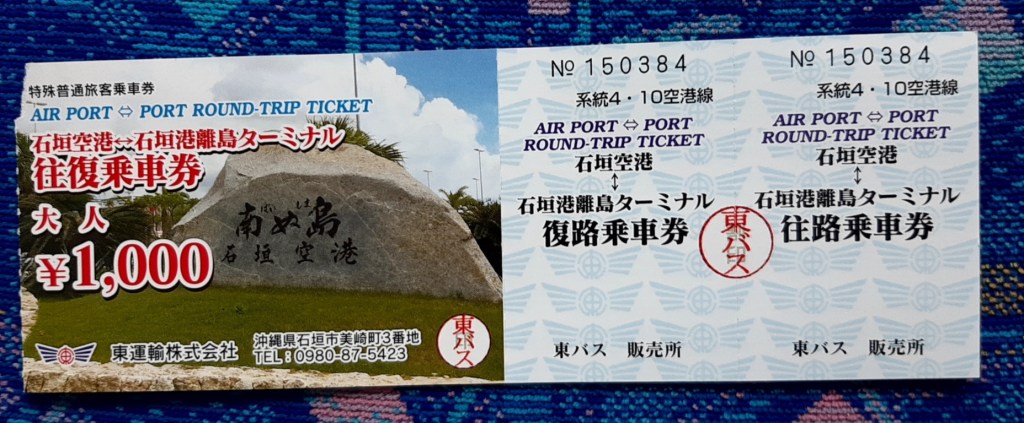 特殊普通旅客乗車券
AIR PORT ⇔ PORT ROUND-TRIP TICKET
石垣空港↔石垣港離島ターミナル
往復乗車券
大人
¥1,000
ぱい しま
南ぬ島
石垣空港
東運輸株式会社
沖縄県石垣市美崎町3番地
TEL:0980-87-5423
東バス
№ 150384
系統4・10空港線
AIR PORT ⇔ PORT
ROUND-TRIP TICKET
石垣空港
↕
石垣港離島ターミナル
復路乗車券
東バス 販売所
東バス
№ 150384
系統4・10空港線
AIR PORT ⇔ PORT
ROUND-TRIP TICKET
石垣空港
↕
石垣港離島ターミナル
往路乗車券
東バス 販売所